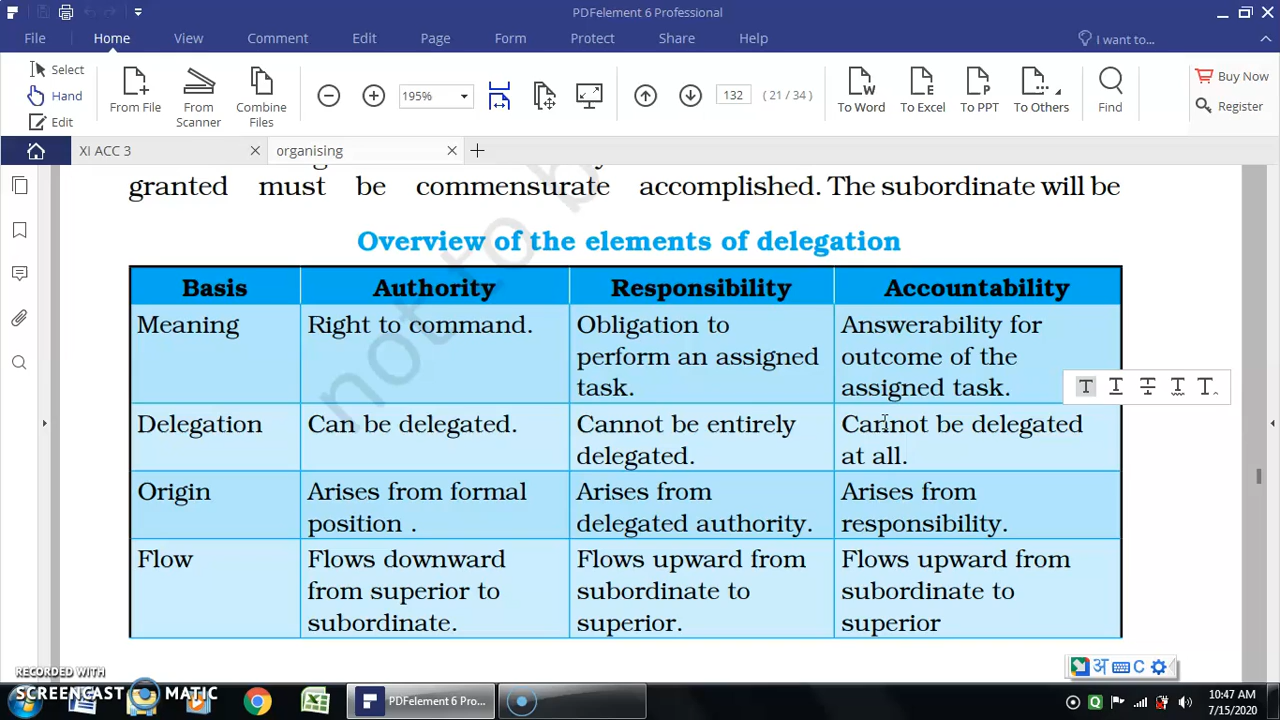 PDFelement 6 Professional
File Home View Comment Edit Page Form Protect Share Help I want to...
Select
Hand
Edit
From File
From Scanner
Combine Files
195%
132 ( 21 / 34 )
To Word To Excel To PPT To Others
Find
Buy Now
Register
XI ACC 3
organising
granted must be commensurate accomplished. The subordinate will be
not to b
Overview of the elements of delegation
Basis Authority Responsibility Accountability
Meaning Right to command. Obligation to Answerability for
perform an assigned outcome of the
task. assigned task.
Delegation Can be delegated. Cannot be entirely Cannot be delegated
delegated. at all.
Origin Arises from formal Arises from Arises from
position . delegated authority. responsibility.
Flow Flows downward Flows upward from Flows upward from
from superior to subordinate to subordinate to
subordinate. superior. superior
RECORDED WITH
SCREENCAST MATIC
अ C
PDFelement 6 Pro...
10:47 AM
7/15/2020